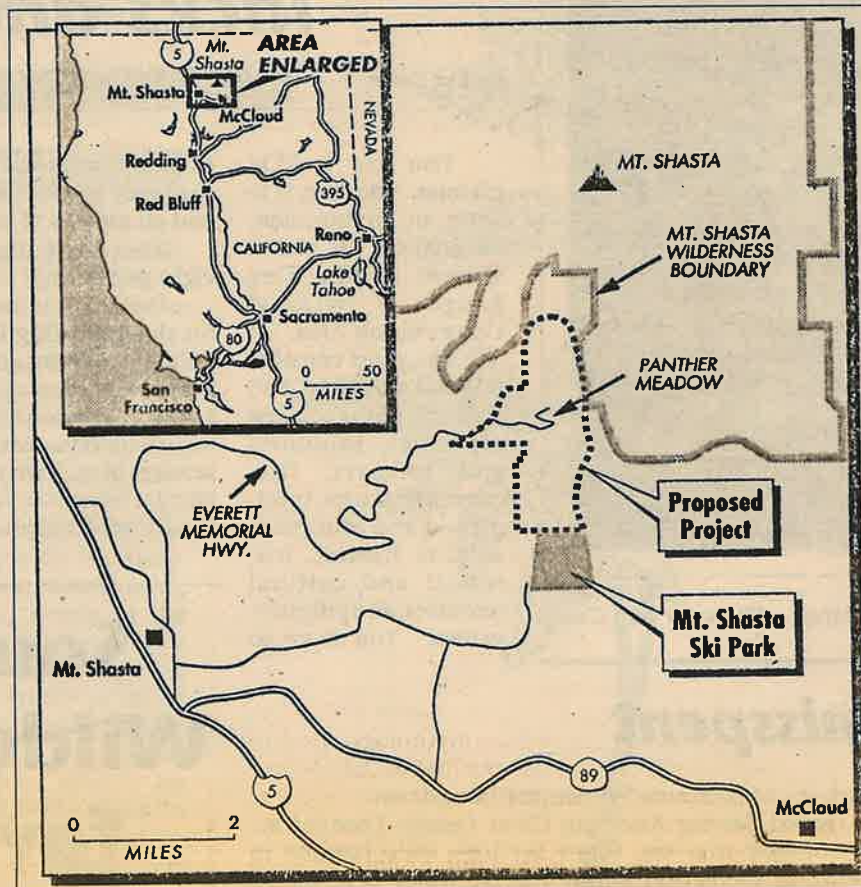 5
Mt.
Shasta
AREA
ENLARGED
Mt. Shasta
McCloud
NEVADA
Redding
Red Bluff
395
CALIFORNIA
Reno
Lake
Tahoe
Sacramento
80
San
Francisco
5
0 50
MILES
MT. SHASTA
MT. SHASTA
WILDERNESS
BOUNDARY
PANTHER
MEADOW
EVERETT
MEMORIAL
HWY.
Proposed
Project
Mt. Shasta
Ski Park
Mt. Shasta
5
89
McCloud
0 2
MILES